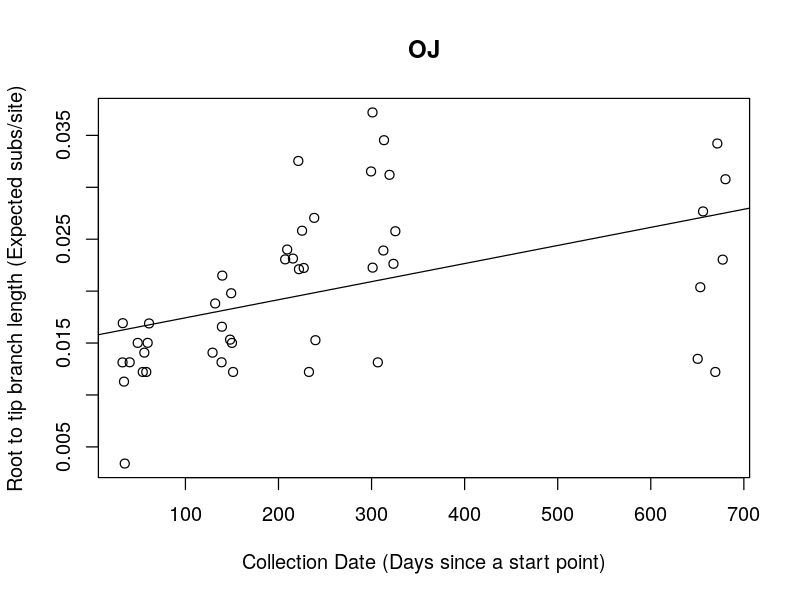 OJ
Root to tip branch length (Expected subs/site)
0.035
0.025
0.015
0.005
100 200 300 400 500 600 700
Collection Date (Days since a start point)